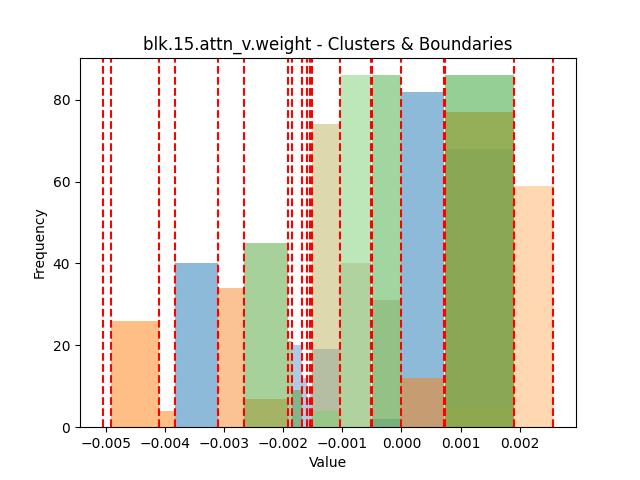 blk.15.attn_v.weight - Clusters & Boundaries
Frequency
80
60
40
20
0
−0.005 −0.004 −0.003 −0.002 −0.001 0.000 0.001 0.002
Value